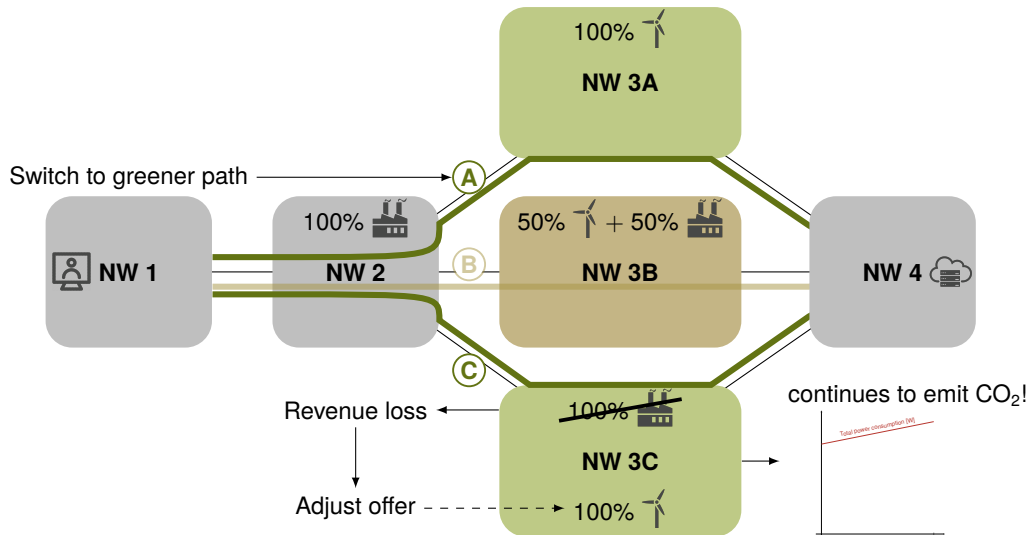 100%
NW 3A
Switch to greener path
A
100%
50% + 50%
NW 1
NW 2
B
NW 3B
NW 4
C
Revenue loss
100%
continues to emit CO₂!
Total power consumption [W]
NW 3C
Adjust offer
100%